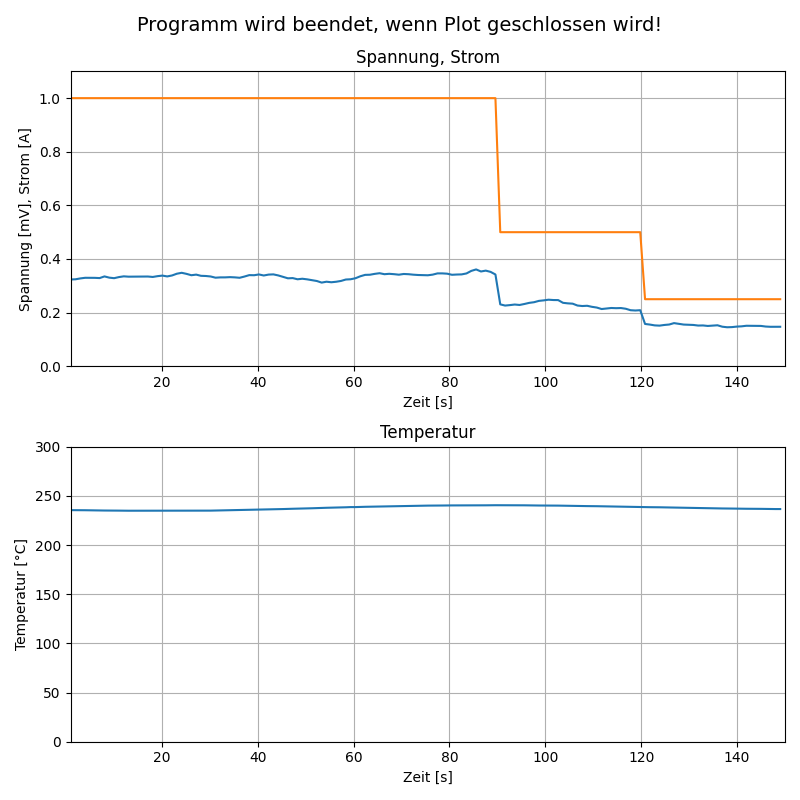 Programm wird beendet, wenn Plot geschlossen wird!
Spannung, Strom
Spannung [mV], Strom [A]
1.0
0.8
0.6
0.4
0.2
0.0
20 40 60 80 100 120 140
Zeit [s]
Temperatur
Temperatur [°C]
300
250
200
150
100
50
0
20 40 60 80 100 120 140
Zeit [s]